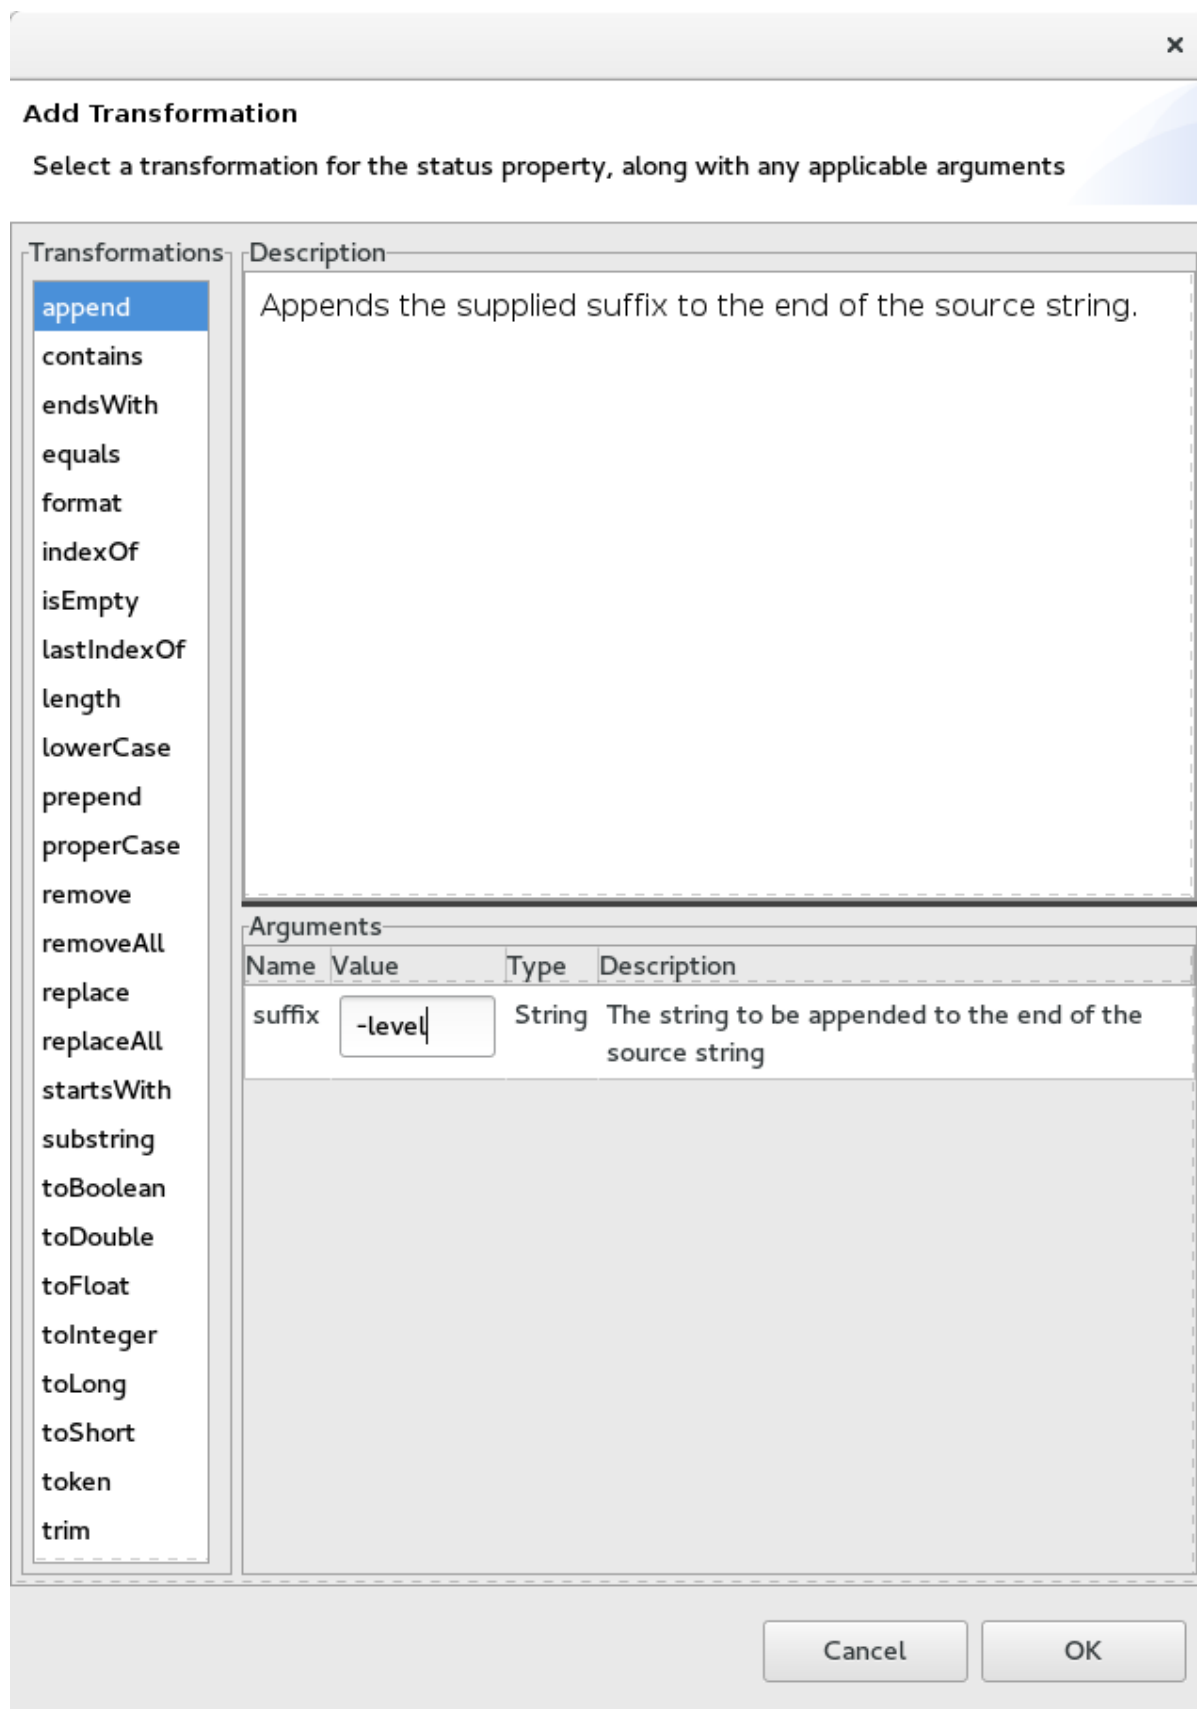 ×
Add Transformation
Select a transformation for the status property, along with any applicable arguments
Transformations
append
contains
endsWith
equals
format
indexOf
isEmpty
lastIndexOf
length
lowerCase
prepend
properCase
remove
removeAll
replace
replaceAll
startsWith
substring
toBoolean
toDouble
toFloat
toInteger
toLong
toShort
token
trim
Description
Appends the supplied suffix to the end of the source string.
Arguments
Name Value Type Description
suffix -level String The string to be appended to the end of the
source string
Cancel OK